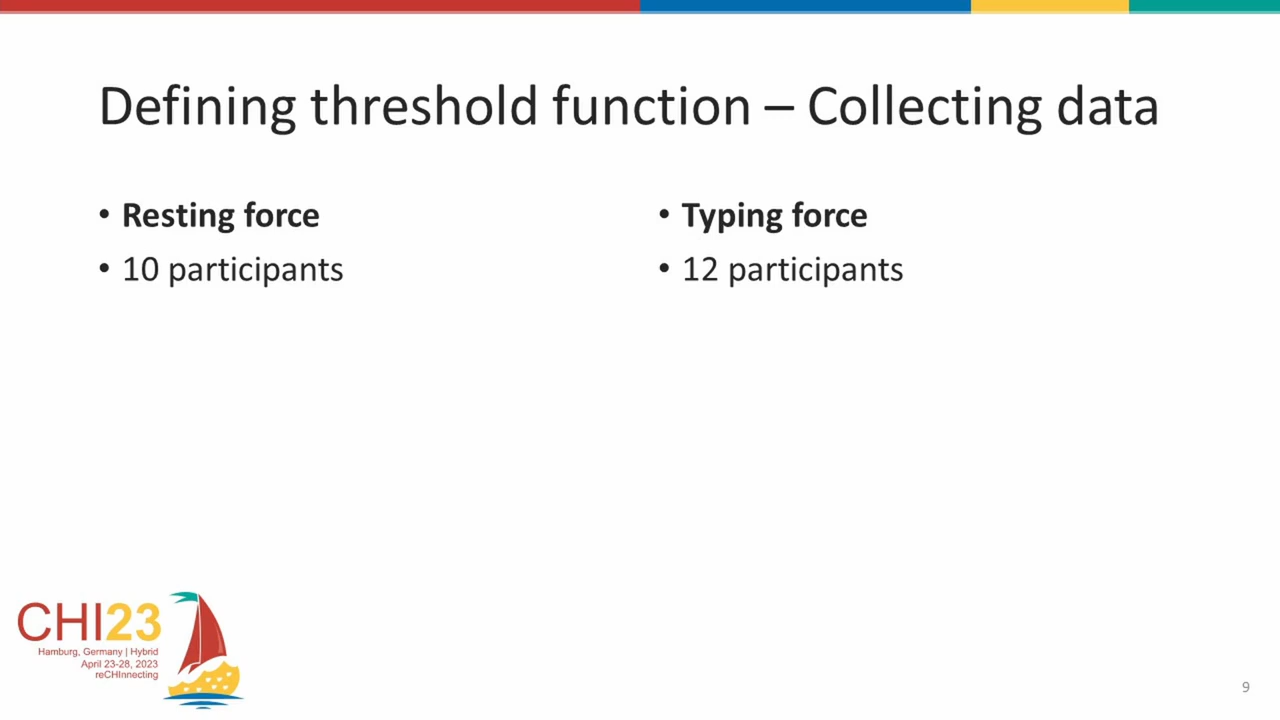 Defining threshold function – Collecting data
• Resting force
• 10 participants
• Typing force
• 12 participants
CHI23
Hamburg, Germany | Hybrid
April 23-28, 2023
reCHInnecting
9